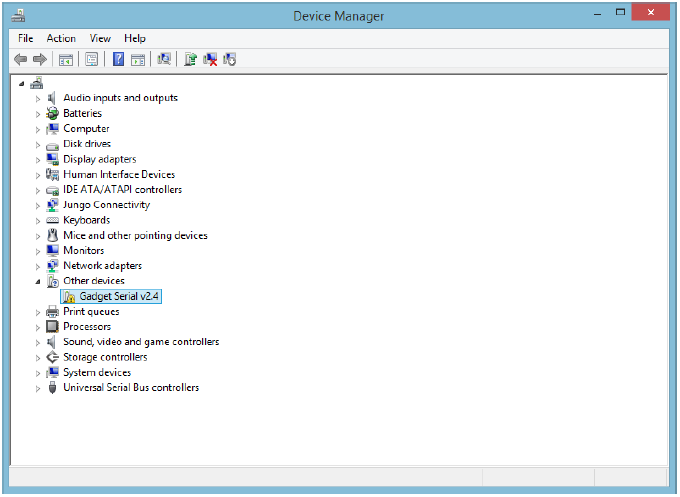 Device Manager
File Action View Help
Audio inputs and outputs
Batteries
Computer
Disk drives
Display adapters
Human Interface Devices
IDE ATA/ATAPI controllers
Jungo Connectivity
Keyboards
Mice and other pointing devices
Monitors
Network adapters
Other devices
Gadget Serial v2.4
Print queues
Processors
Sound, video and game controllers
Storage controllers
System devices
Universal Serial Bus controllers